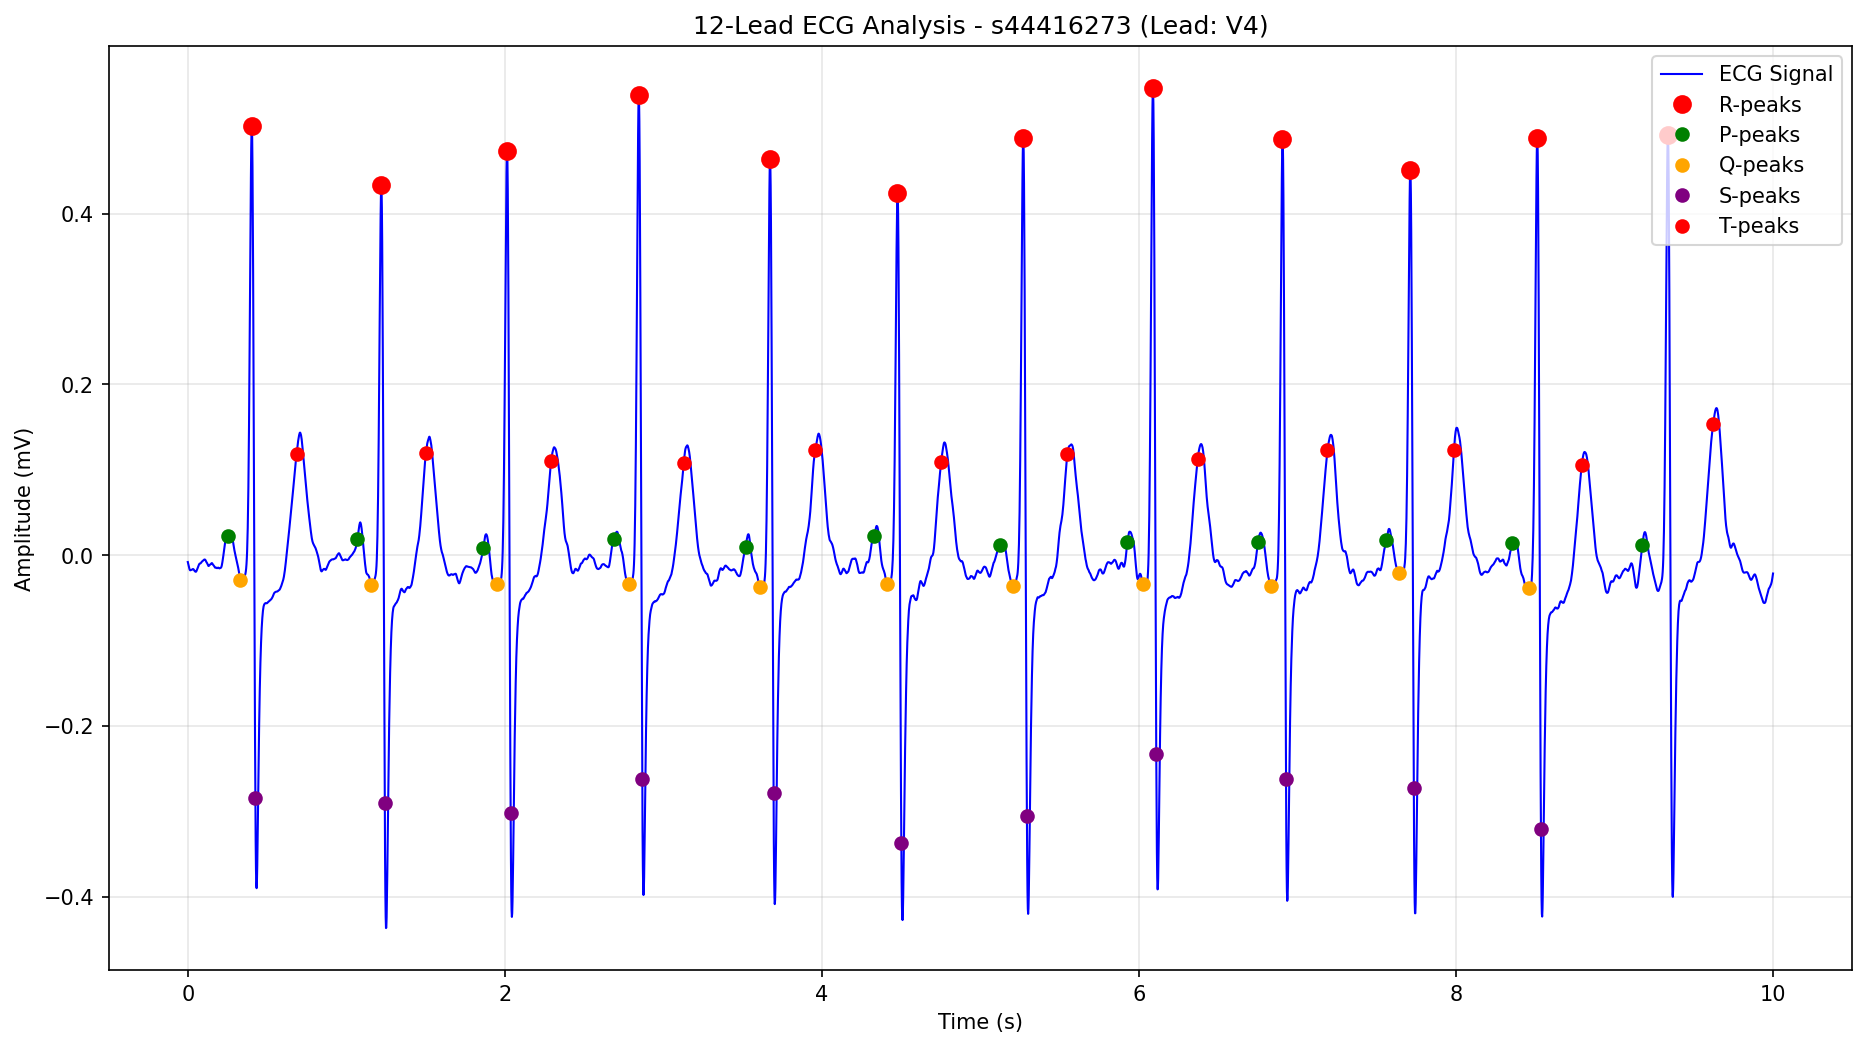 12-Lead ECG Analysis - s44416273 (Lead: V4)
ECG Signal
R-peaks
P-peaks
Q-peaks
S-peaks
T-peaks
Amplitude (mV)
0.4
0.2
0.0
−0.2
−0.4
0
2
4
6
8
10
Time (s)